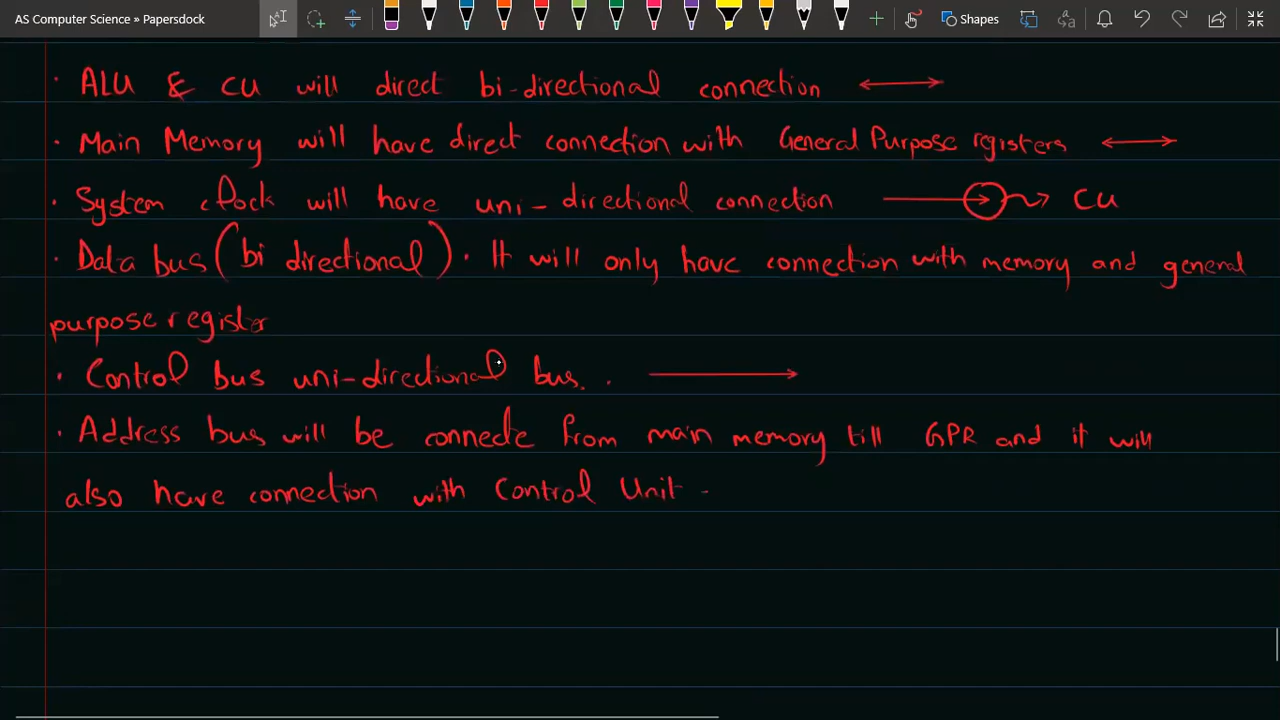 AS Computer Science » Papersdock
Shapes
· ALU & CU will direct bi-directional connection ⟷
· Main Memory will have direct connection with General Purpose registers ⟷
· System clock will have uni-directional connection ⟶ CU
· Data bus (bi directional). It will only have connection with memory and general
purpose register
· Control bus uni-directional bus. . ⟶
· Address bus will be connecte from main memory till GPR and it will
also have connection with Control Unit -